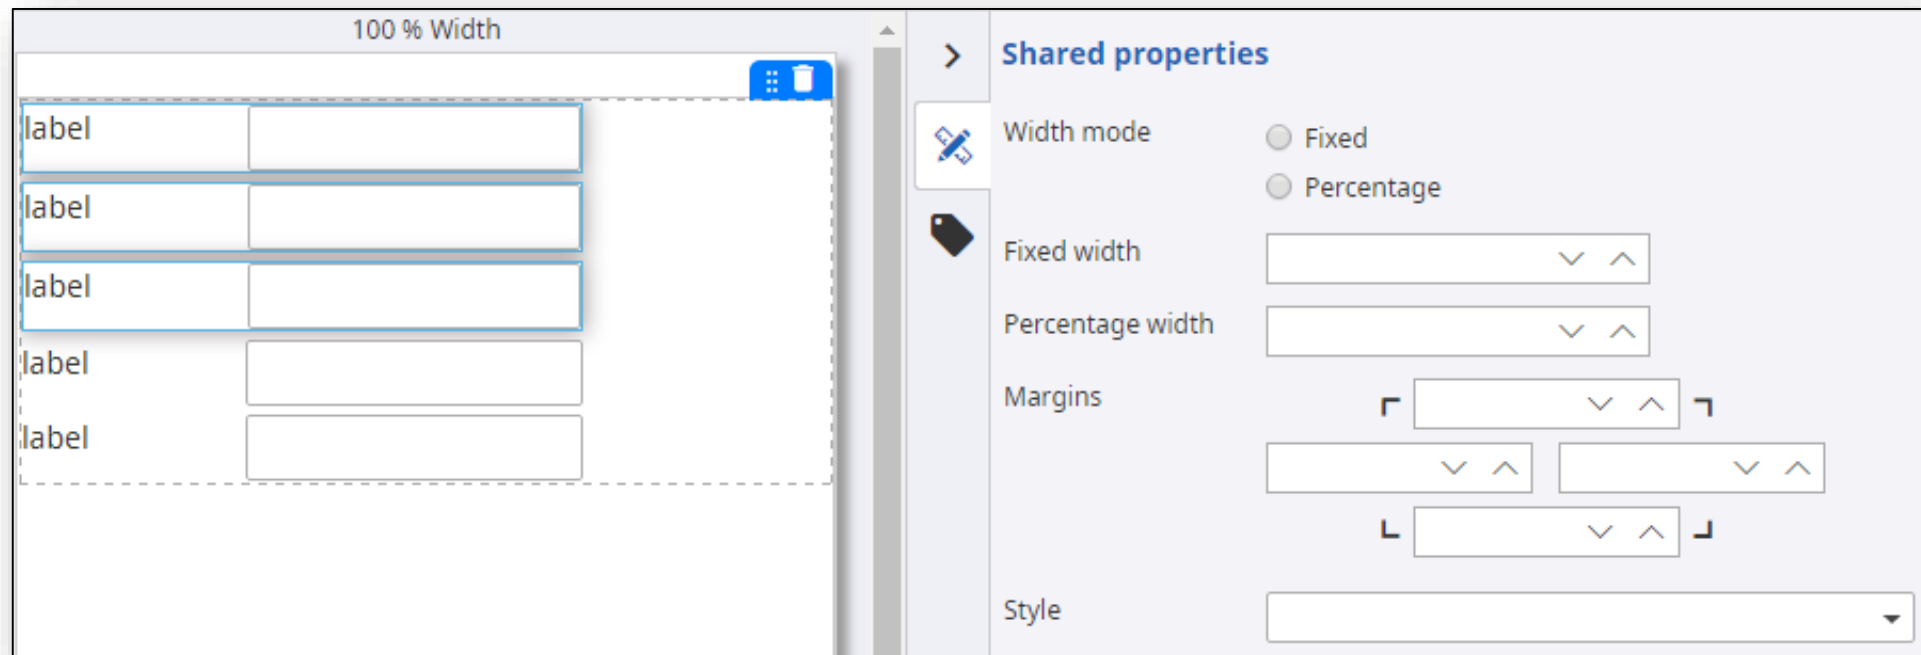 100 % Width
label
label
label
label
label
Shared properties
Width mode
Fixed
Percentage
Fixed width
Percentage width
Margins
Style